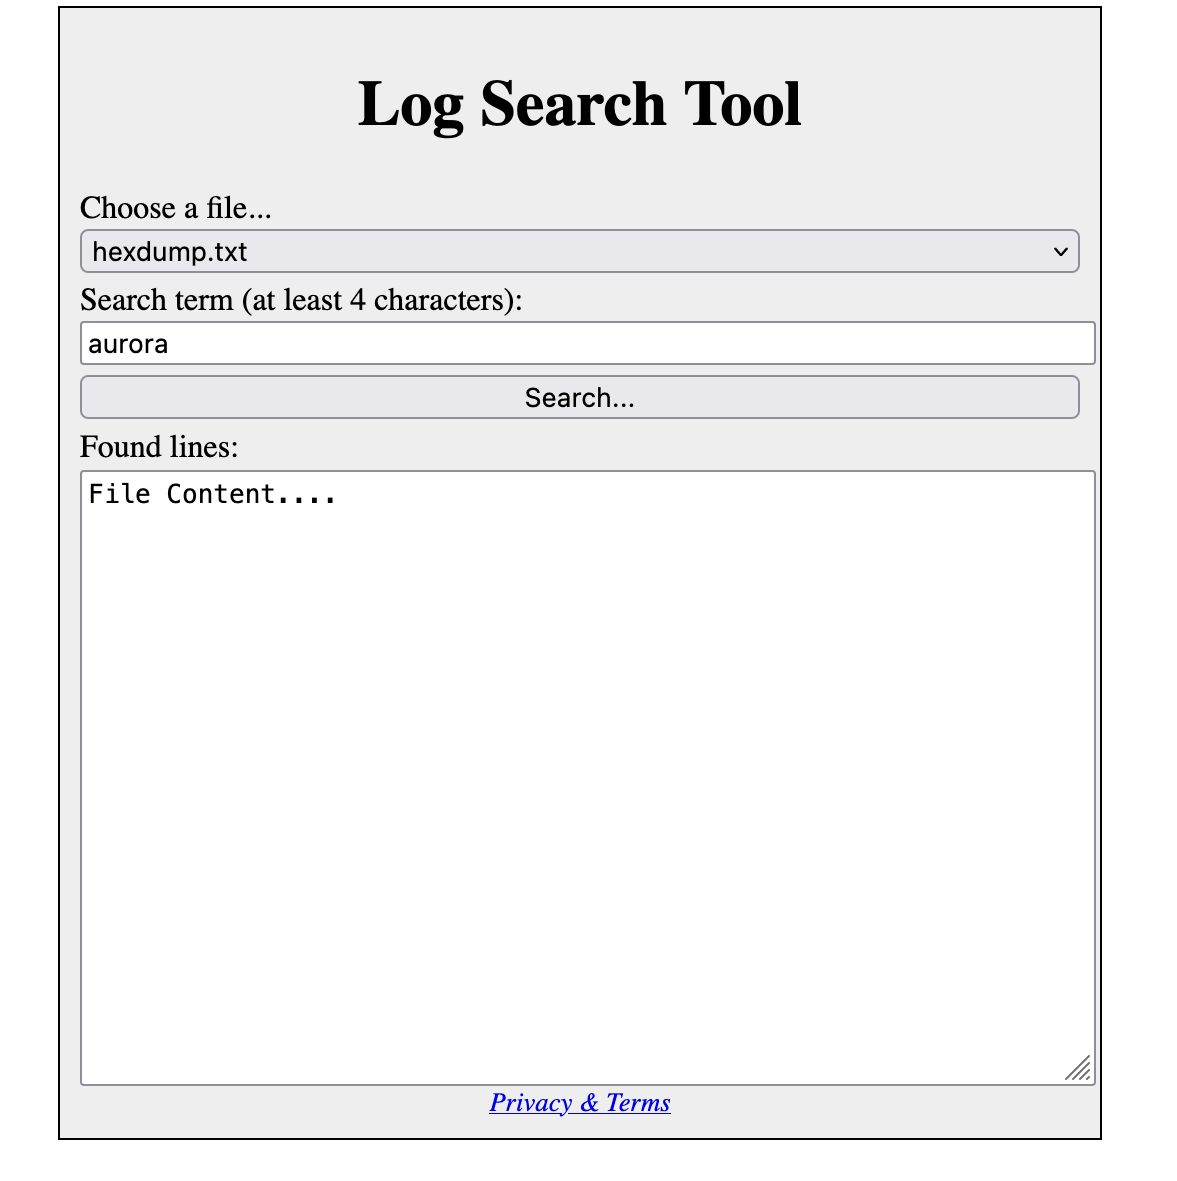 Log Search Tool
Choose a file...
hexdump.txt
Search term (at least 4 characters):
aurora
Search...
Found lines:
File Content....
Privacy & Terms